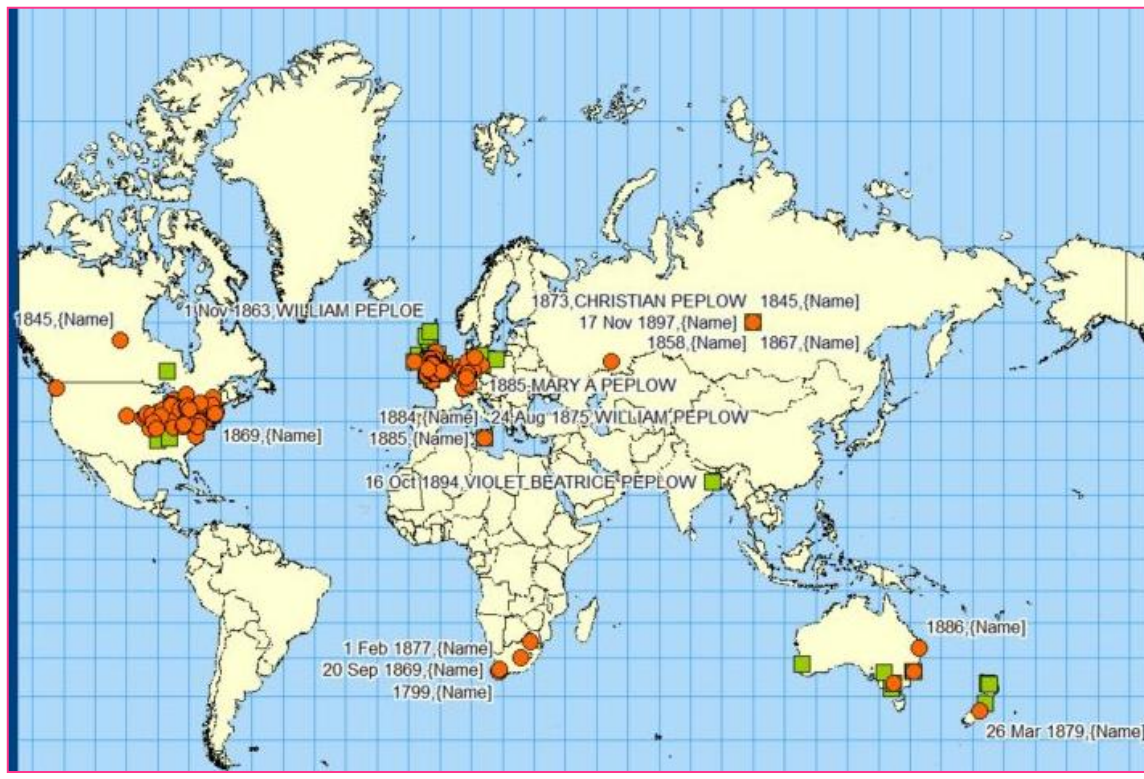 1 Nov 1863,WILLIAM PEPLOE
1873,CHRISTIAN PEPLOW 1845,{Name]
1845,{Name]
17 Nov 1897,{Name]
1858,{Name] 1867,{Name]
1885 MARY A PEPLOW
1884,{Name] 24 Aug 1875,WILLIAM PEPLOW
1869,{Name]
1885,{Name]
16 Oct 1894,VIOLET BEATRICE PEPLOW
1886,{Name]
1 Feb 1877,{Name]
20 Sep 1869,{Name]
1799,{Name]
26 Mar 1879,{Name]